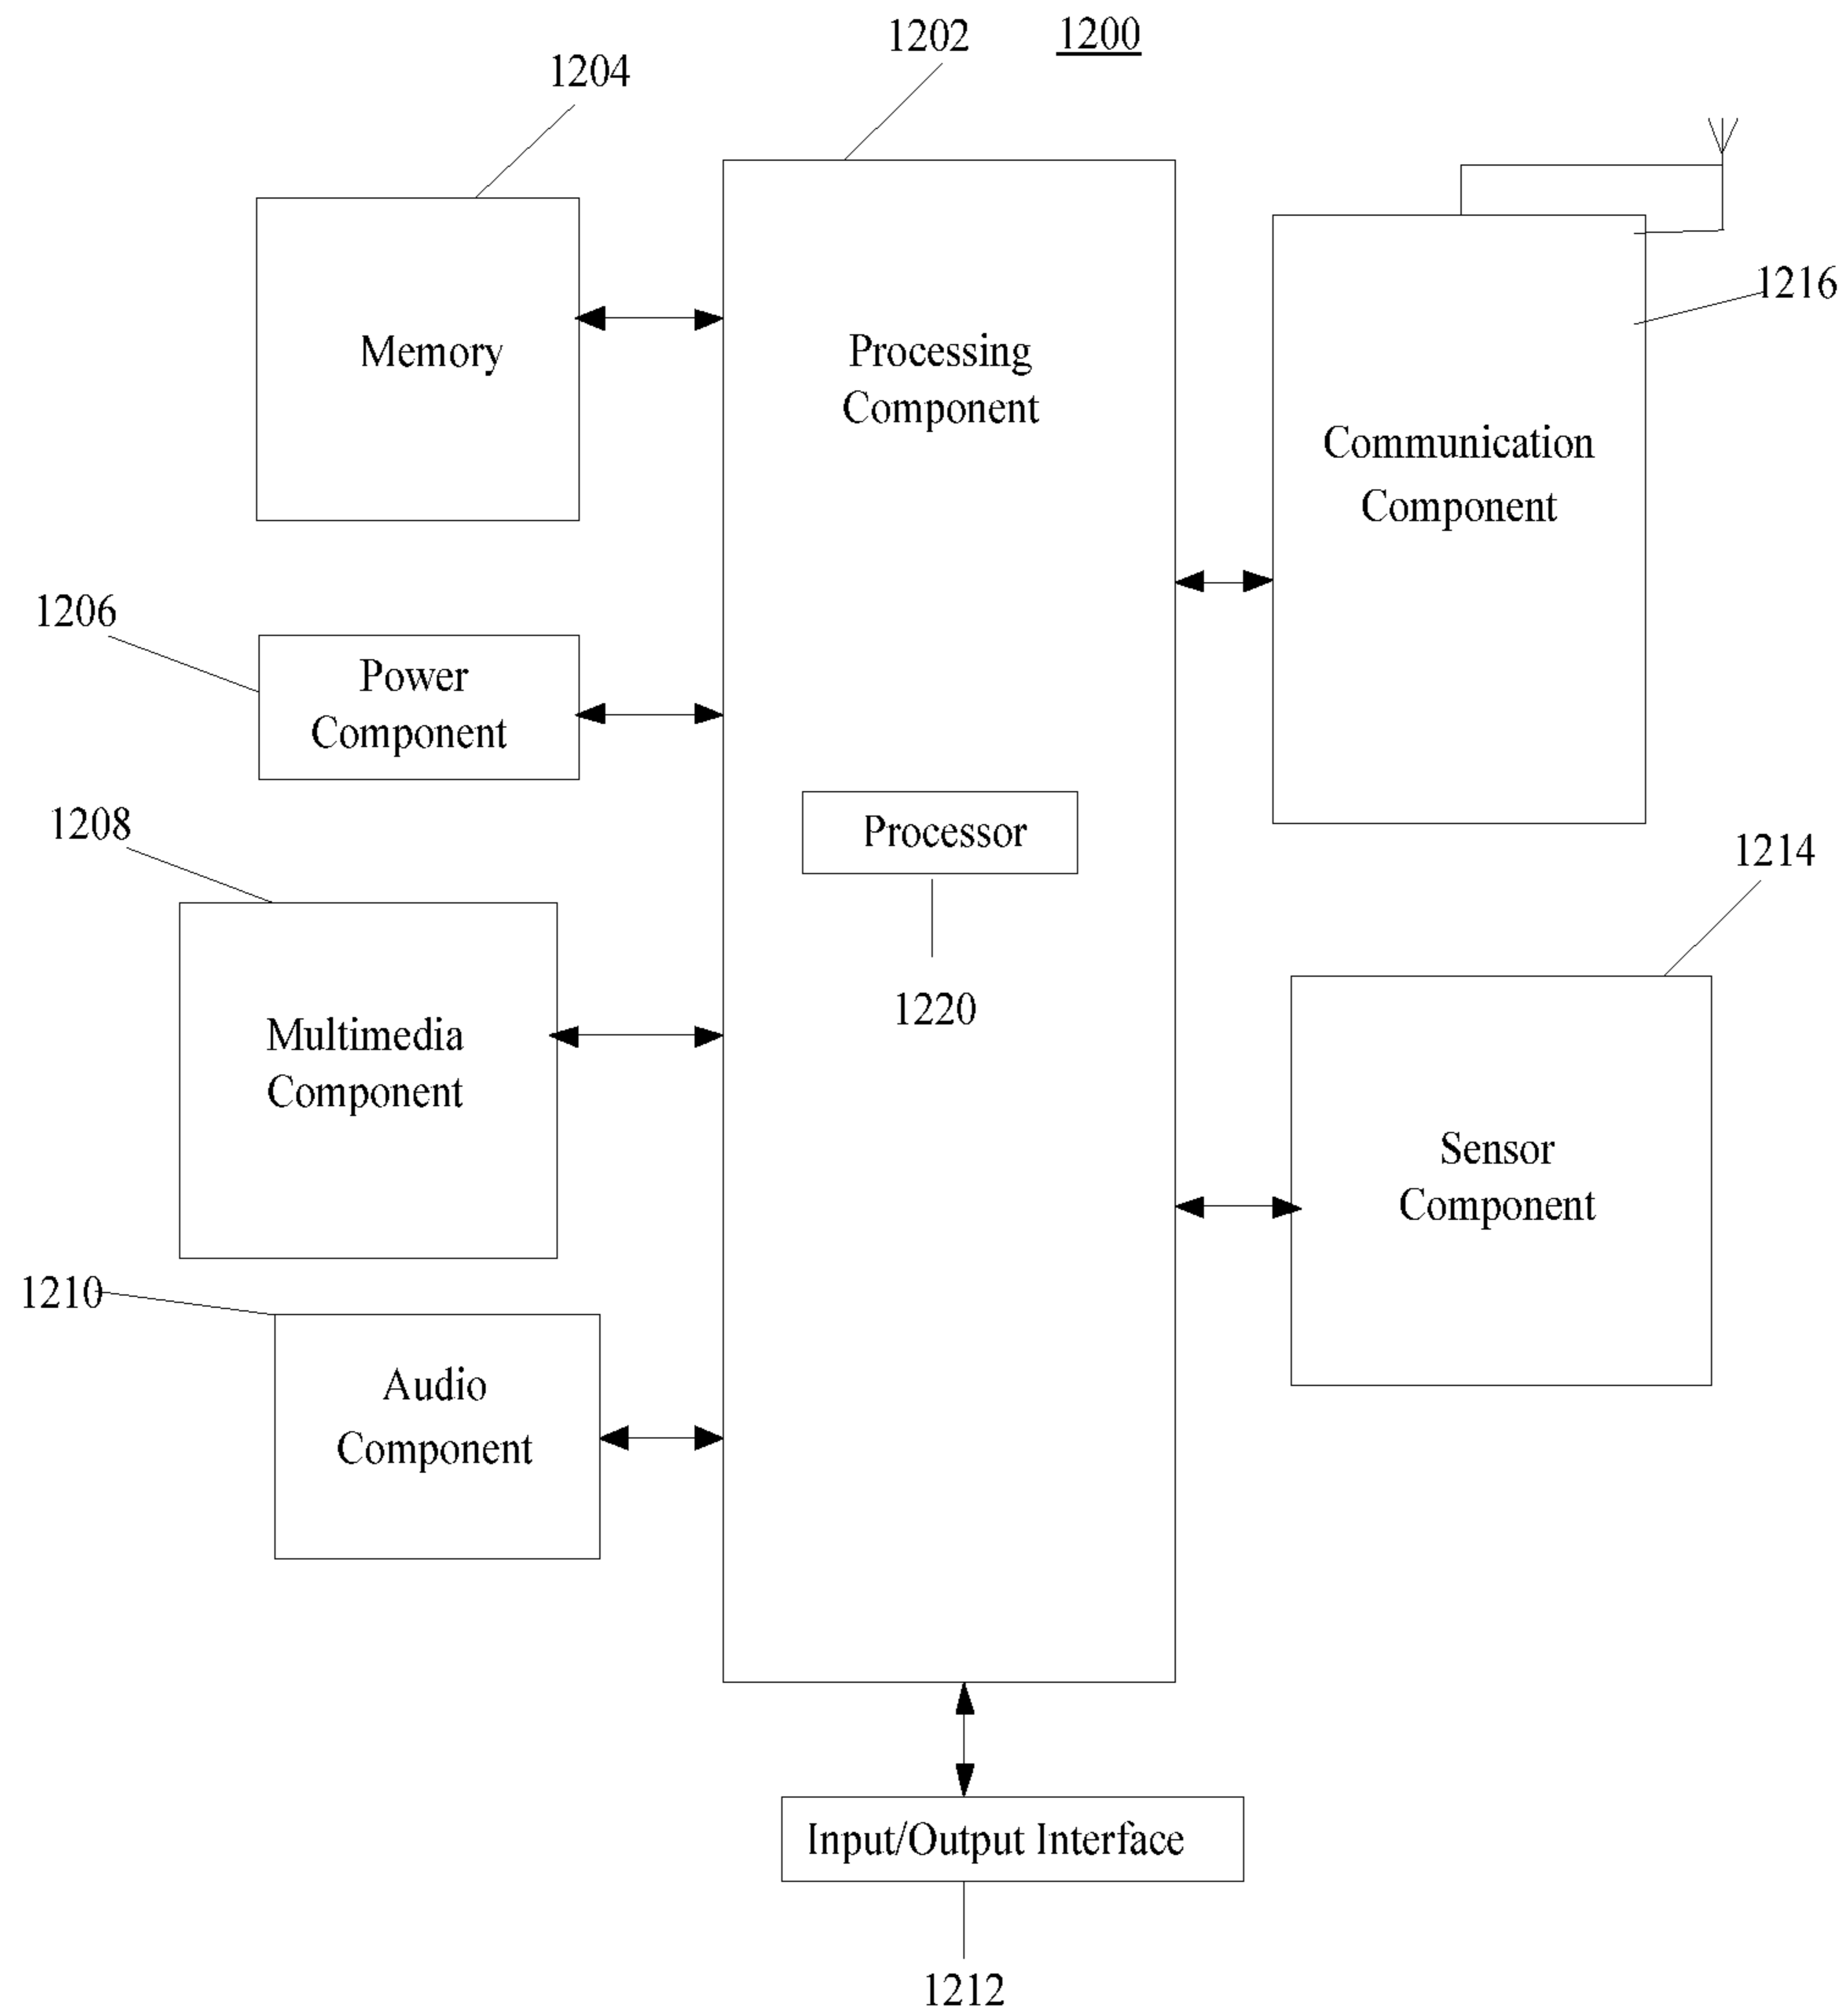 1202
1200
1204
1216
Memory
Processing
Component
Communication
Component
1206
Power
Component
1208
Processor
1214
1220
Multimedia
Component
Sensor
Component
1210
Audio
Component
Input/Output Interface
1212